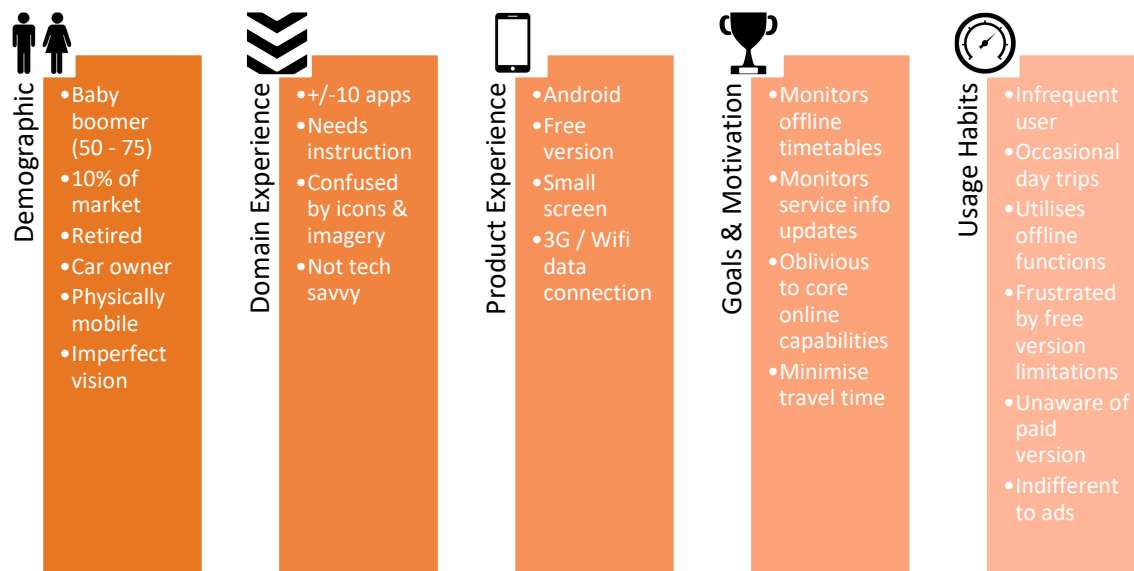 Demographic
•Baby
boomer
(50 - 75)
•10% of
market
•Retired
•Car owner
•Physically
mobile
•Imperfect
vision
Domain Experience
•+/-10 apps
•Needs
instruction
•Confused
by icons &
imagery
•Not tech
savvy
Product Experience
•Android
•Free
version
•Small
screen
•3G / Wifi
data
connection
Goals & Motivation
•Monitors
offline
timetables
•Monitors
service info
updates
•Oblivious
to core
online
capabilities
•Minimise
travel time
Usage Habits
•Infrequent
user
•Occasional
day trips
•Utilises
offline
functions
•Frustrated
by free
version
limitations
•Unaware of
paid
version
•Indifferent
to ads